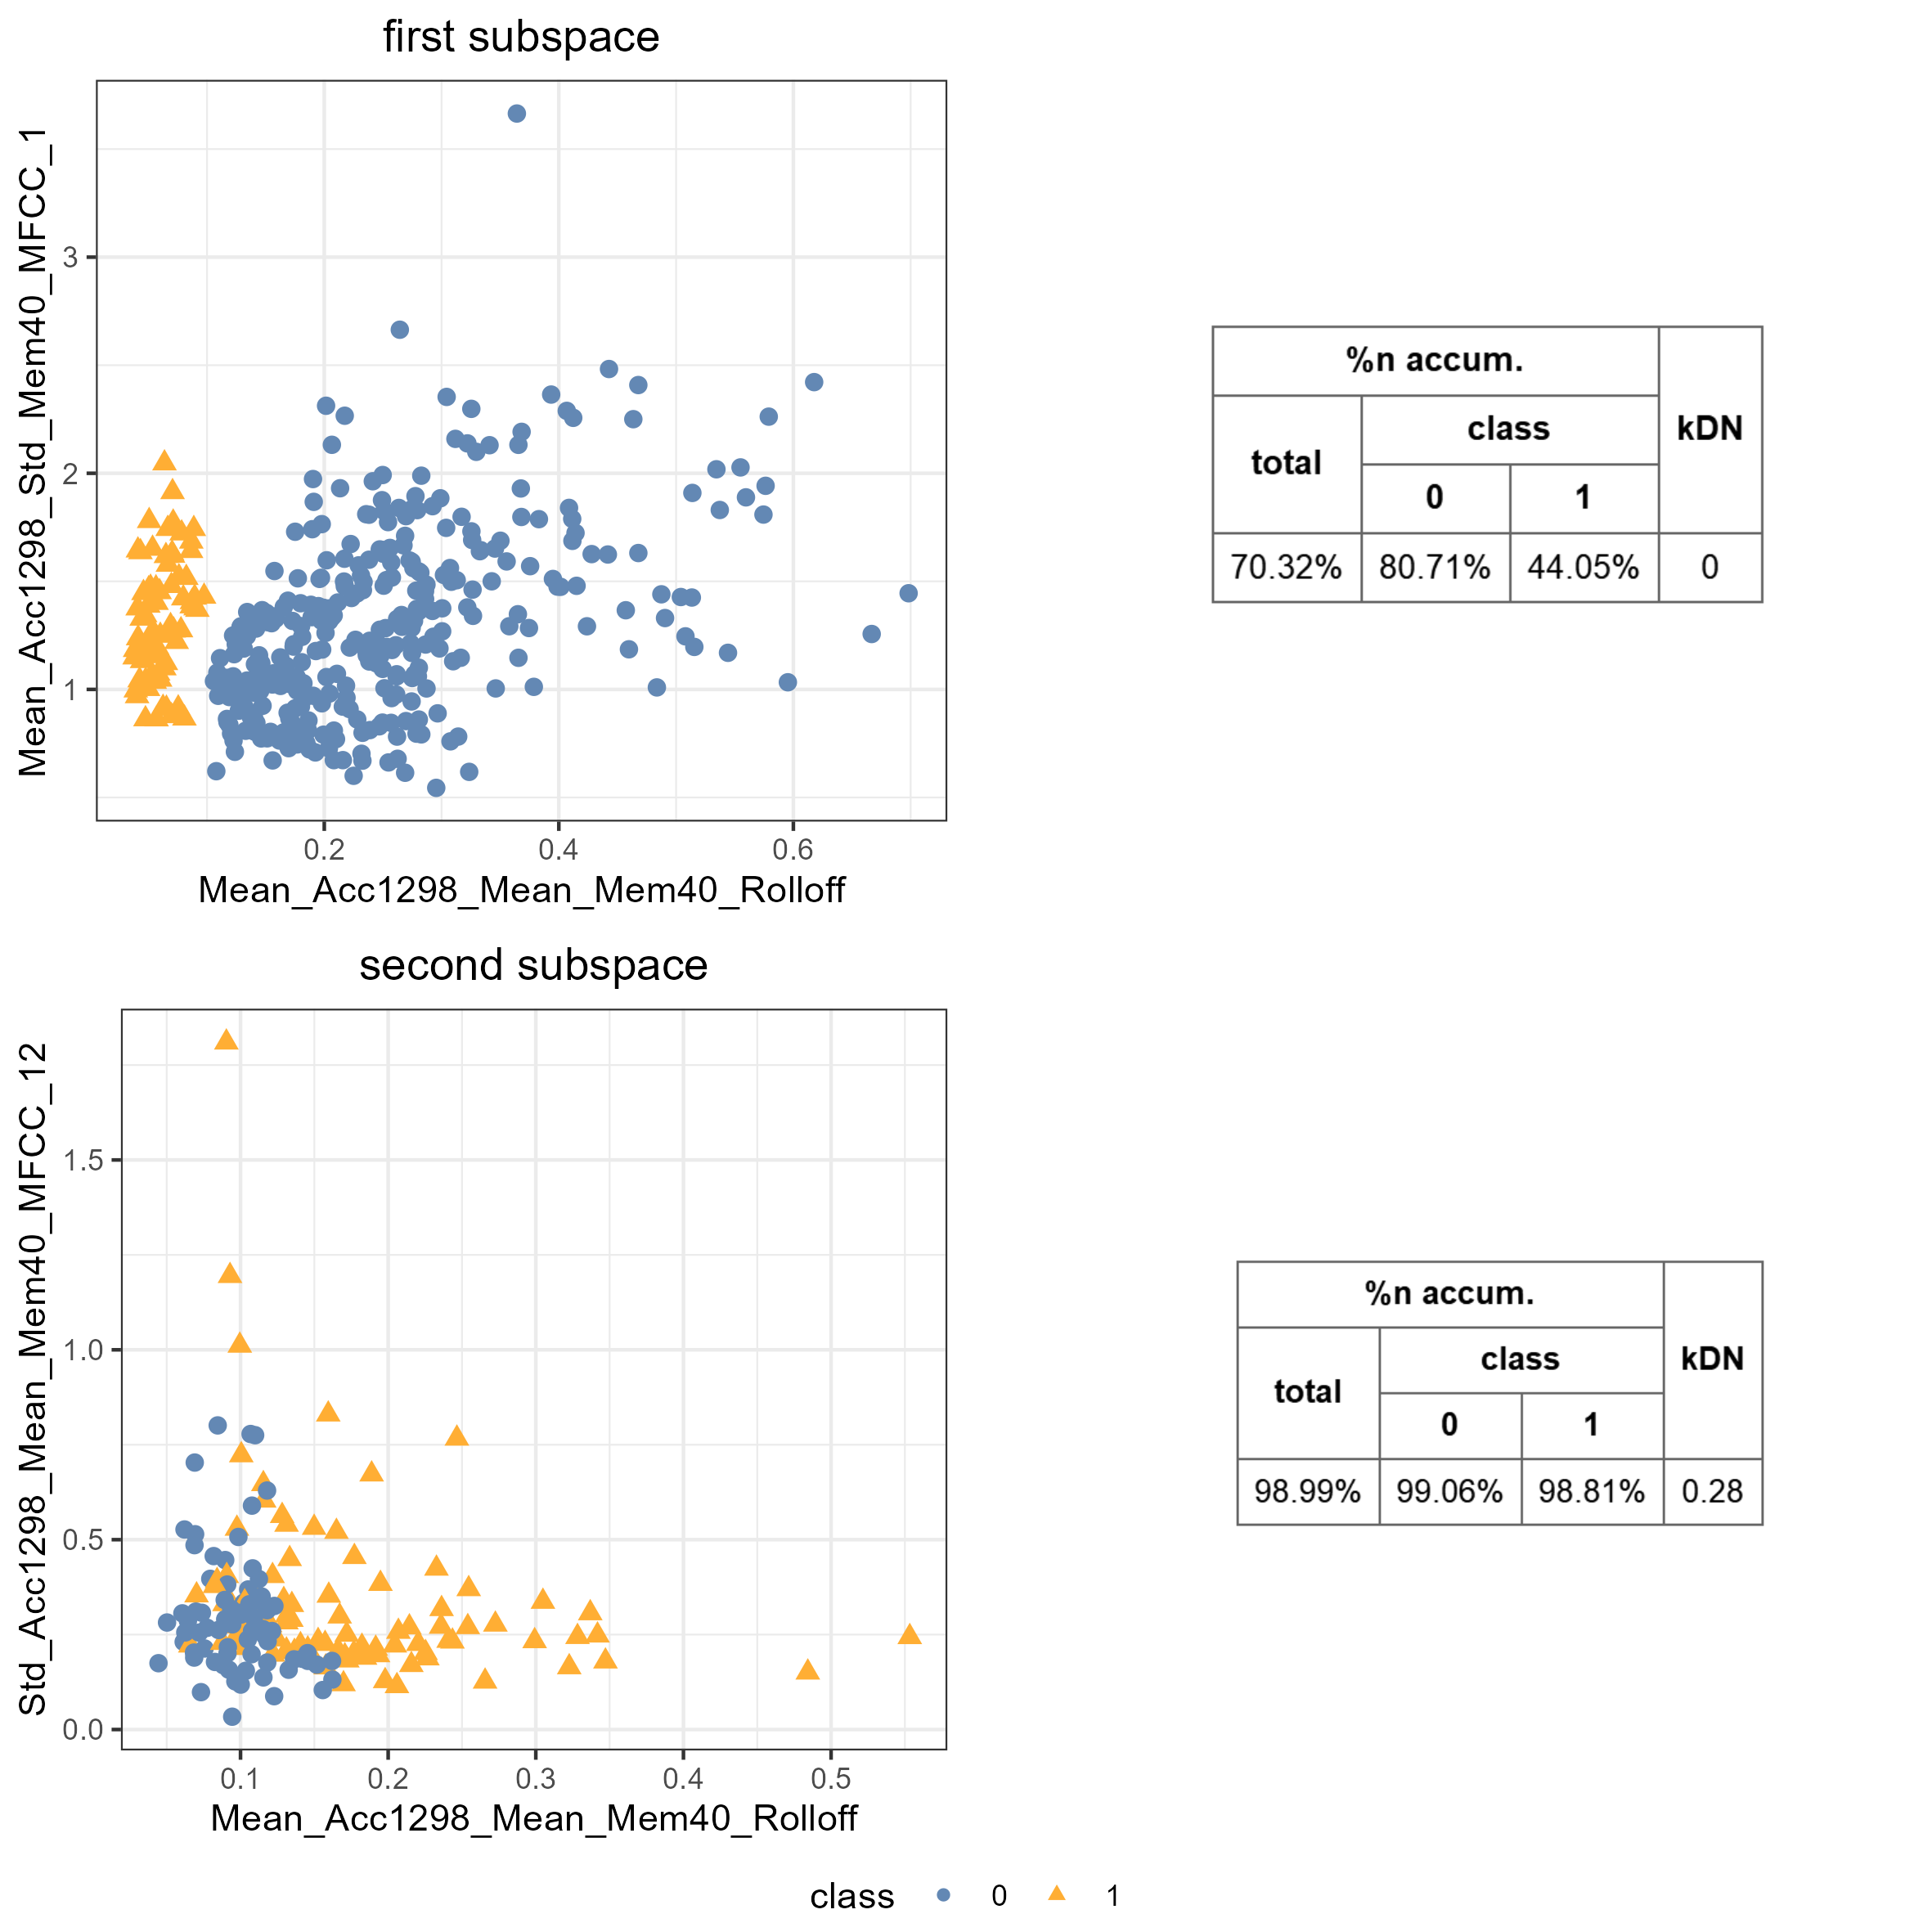 first subspace
Mean_Acc1298_Std_Mem40_MFCC_1
3
2
1
0.2 0.4 0.6
Mean_Acc1298_Mean_Mem40_Rolloff
%n accum.
kDN
total
class
0 1
70.32% 80.71% 44.05% 0
second subspace
Std_Acc1298_Mean_Mem40_MFCC_12
1.5
1.0
0.5
0.0
0.1 0.2 0.3 0.4 0.5
Mean_Acc1298_Mean_Mem40_Rolloff
%n accum.
kDN
total
class
0 1
98.99% 99.06% 98.81% 0.28
class 0 1